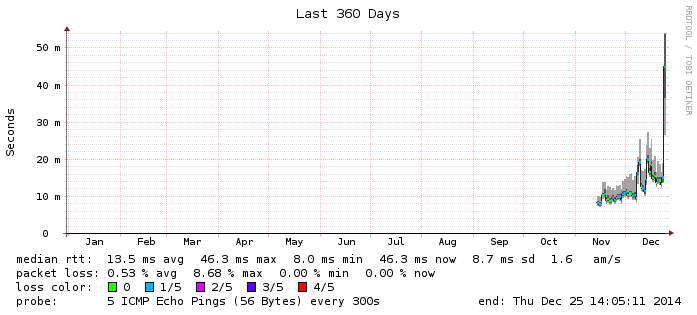 Last 360 Days
RRDTOOL / TOBI OETIKER
Seconds
50 m
40 m
30 m
20 m
10 m
0
Jan Feb Mar Apr May Jun Jul Aug Sep Oct Nov Dec
median rtt: 13.5 ms avg 46.3 ms max 8.0 ms min 46.3 ms now 8.7 ms sd 1.6 am/s
packet loss: 0.53 % avg 8.68 % max 0.00 % min 0.00 % now
loss color: 0 1/5 2/5 3/5 4/5
probe: 5 ICMP Echo Pings (56 Bytes) every 300s end: Thu Dec 25 14:05:11 2014